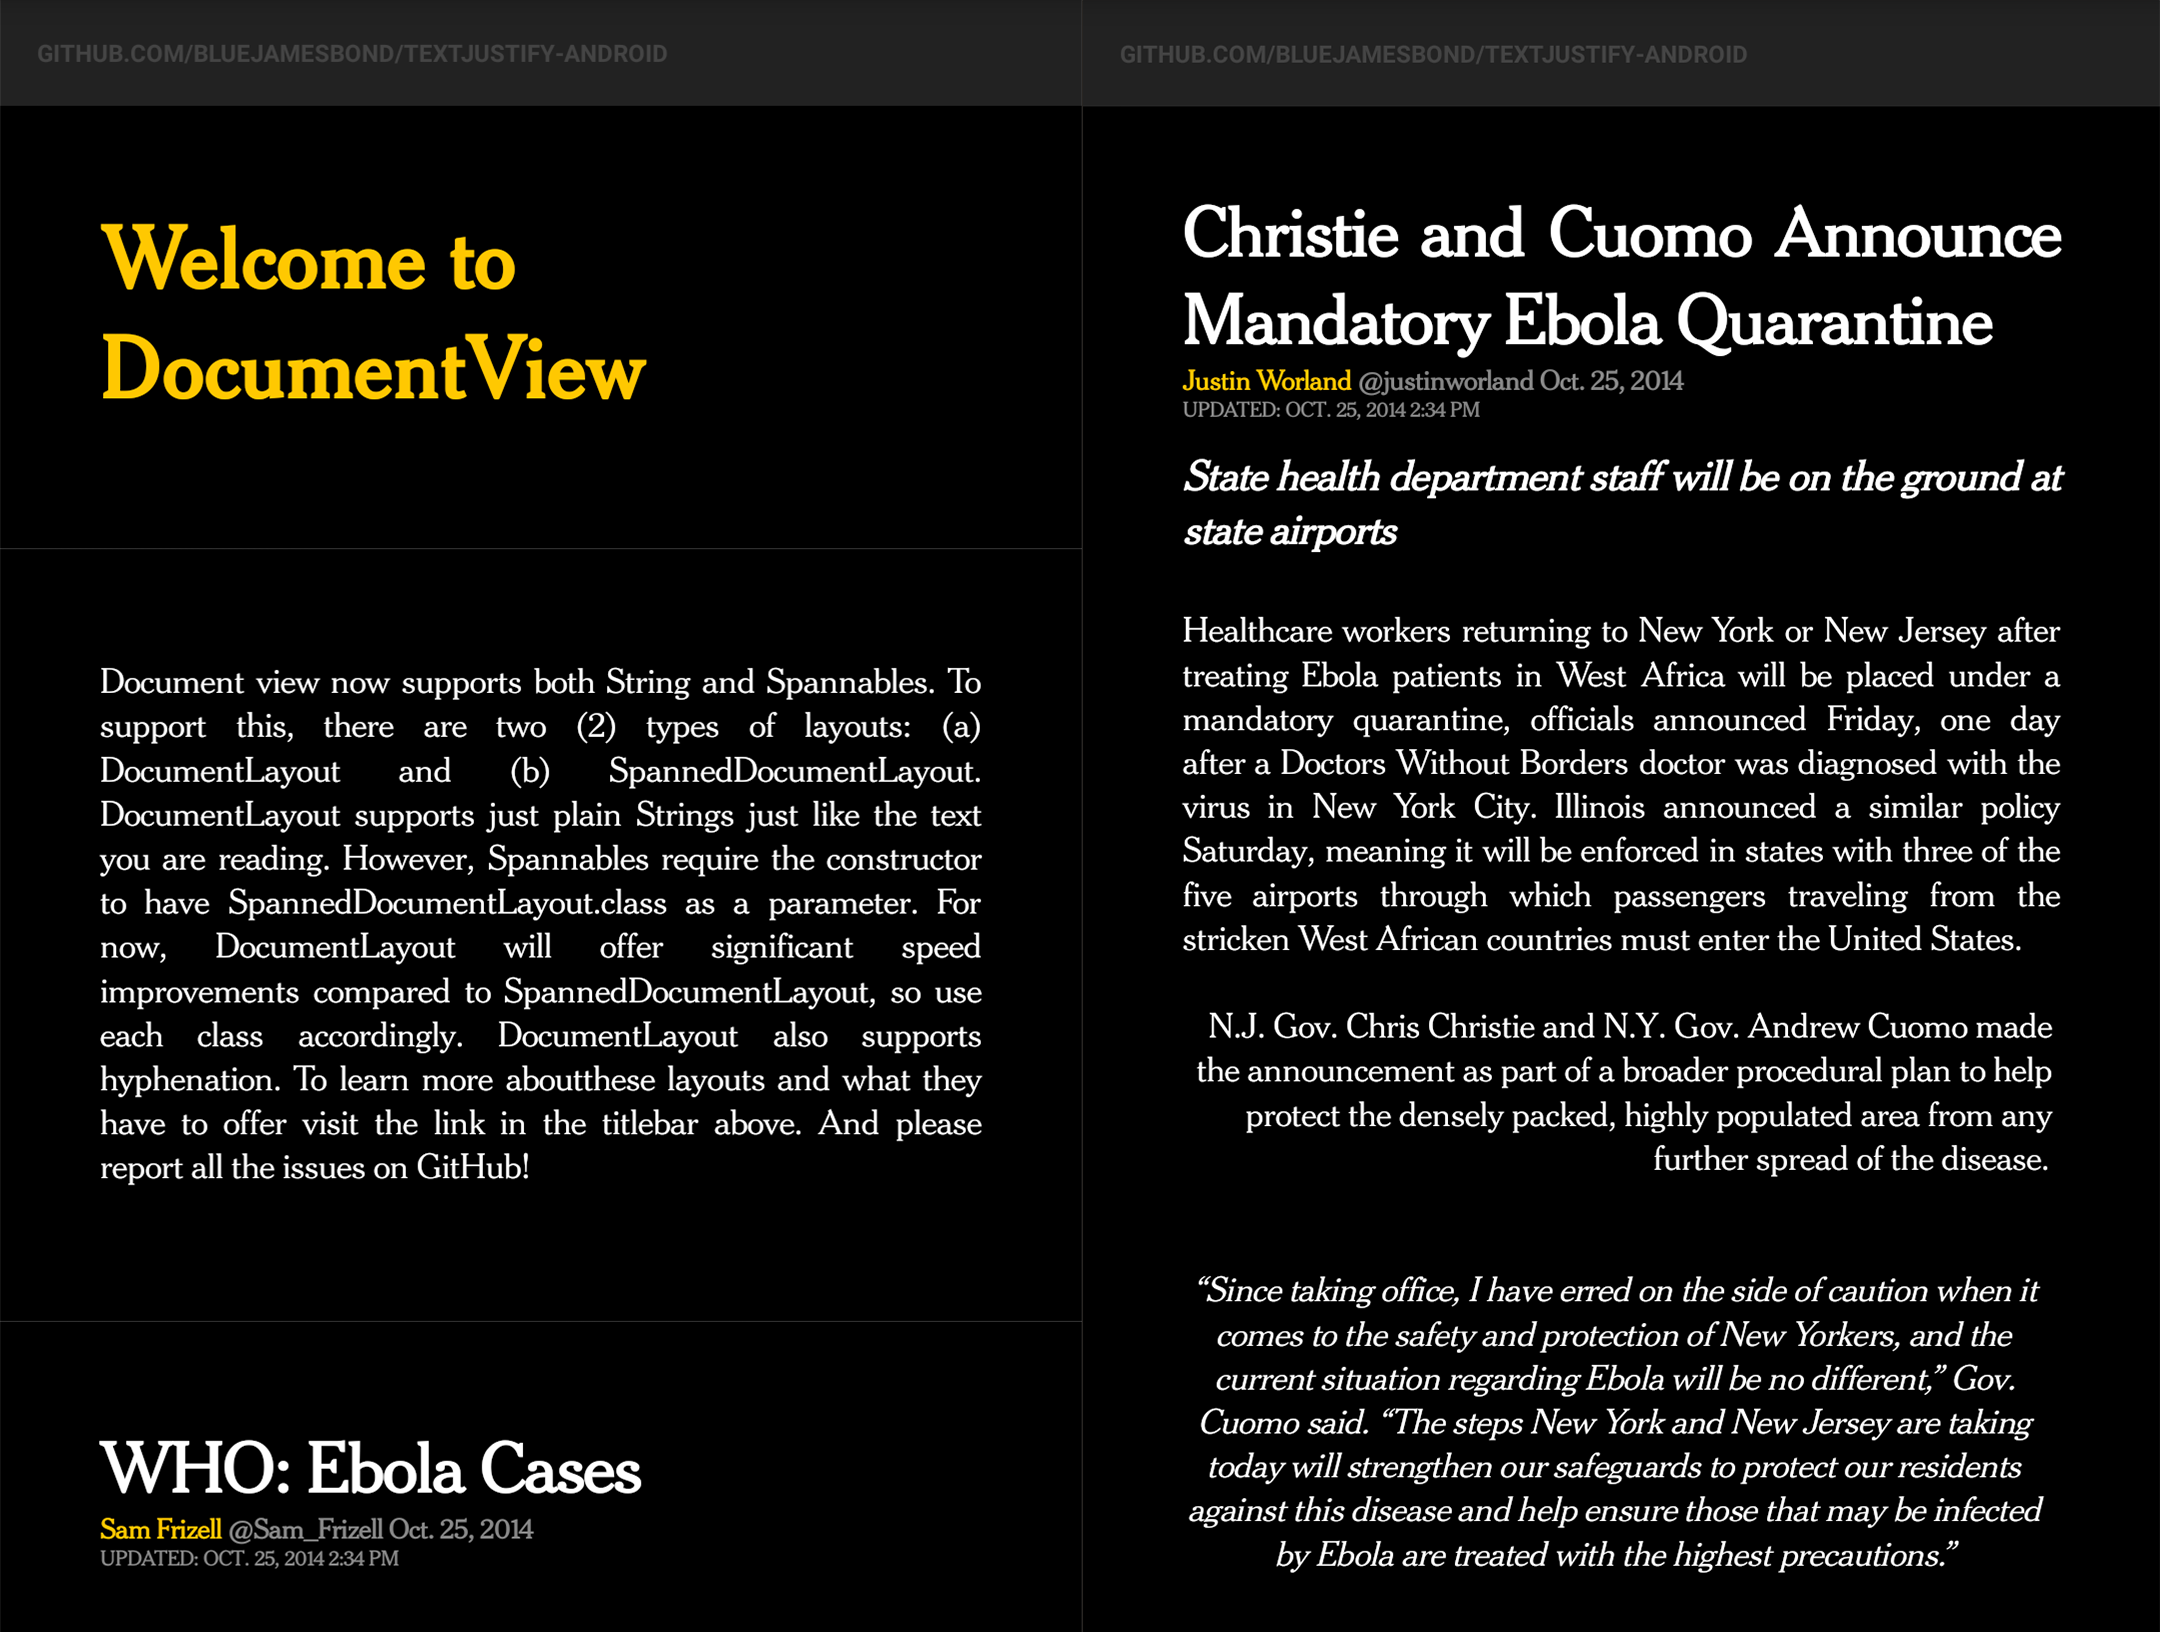 GITHUB.COM/BLUEJAMESBOND/TEXTJUSTIFY-ANDROID
Welcome to
DocumentView
Document view now supports both String and Spannables. To
support this, there are two (2) types of layouts: (a)
DocumentLayout and (b) SpannedDocumentLayout.
DocumentLayout supports just plain Strings just like the text
you are reading. However, Spannables require the constructor
to have SpannedDocumentLayout.class as a parameter. For
now, DocumentLayout will offer significant speed
improvements compared to SpannedDocumentLayout, so use
each class accordingly. DocumentLayout also supports
hyphenation. To learn more aboutthese layouts and what they
have to offer visit the link in the titlebar above. And please
report all the issues on GitHub!
WHO: Ebola Cases
Sam Frizell @Sam_Frizell Oct. 25, 2014
UPDATED: OCT. 25, 2014 2:34 PM
GITHUB.COM/BLUEJAMESBOND/TEXTJUSTIFY-ANDROID
Christie and Cuomo Announce
Mandatory Ebola Quarantine
Justin Worland @justinworland Oct. 25, 2014
UPDATED: OCT. 25, 2014 2:34 PM
State health department staff will be on the ground at
state airports
Healthcare workers returning to New York or New Jersey after
treating Ebola patients in West Africa will be placed under a
mandatory quarantine, officials announced Friday, one day
after a Doctors Without Borders doctor was diagnosed with the
virus in New York City. Illinois announced a similar policy
Saturday, meaning it will be enforced in states with three of the
five airports through which passengers traveling from the
stricken West African countries must enter the United States.
N.J. Gov. Chris Christie and N.Y. Gov. Andrew Cuomo made
the announcement as part of a broader procedural plan to help
protect the densely packed, highly populated area from any
further spread of the disease.
“Since taking office, I have erred on the side of caution when it
comes to the safety and protection of New Yorkers, and the
current situation regarding Ebola will be no different,” Gov.
Cuomo said. “The steps New York and New Jersey are taking
today will strengthen our safeguards to protect our residents
against this disease and help ensure those that may be infected
by Ebola are treated with the highest precautions.”